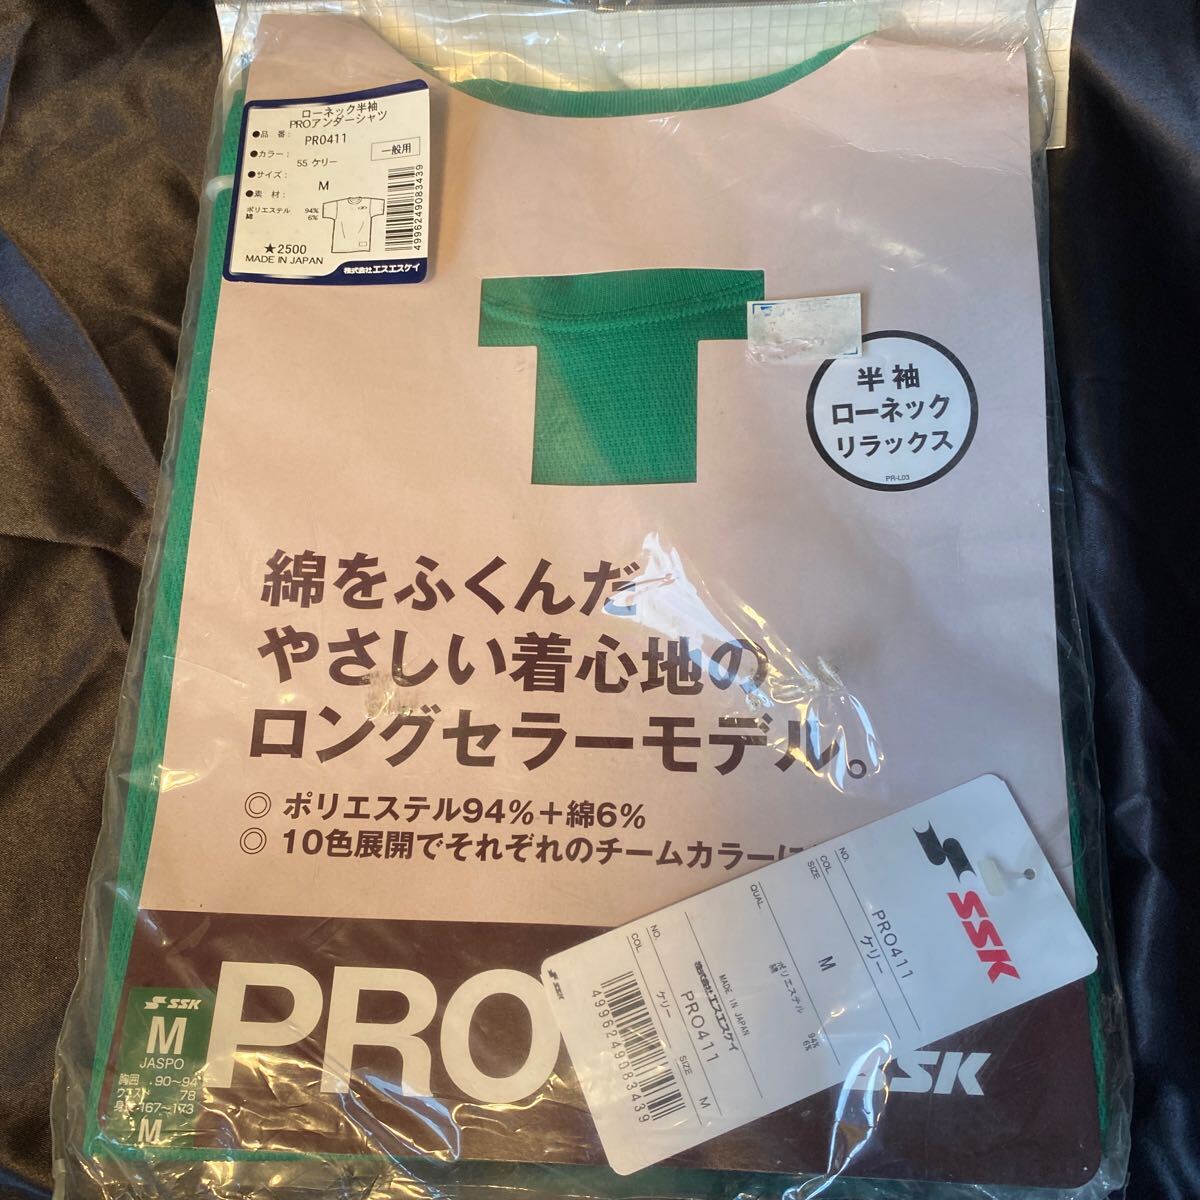 ローネック半袖
PROアンダーシャツ
●品 番: PRO411
●カラー: 55 ケリー
一般用
●サイズ: M
●素 材:
ポリエステル 94%
綿 6%
★2500
MADE IN JAPAN
株式会社エスエスケイ
4996249083439
半袖
ローネック
リラックス
PR-L03
綿をふくんだ
やさしい着心地の
ロングセラーモデル。
◎ ポリエステル94%+綿6%
◎ 10色展開でそれぞれのチームカラーに
PRO
SSK
SSK
M
JASPO
胸囲 90~94
ウエスト 78
身長 167~173
M
SSK
NO. PRO411
COL ケリー
SIZE M
QUAL. ポリエステル 94%
綿 6%
MADE IN JAPAN
株式会社エスエスケイ
NO. PRO411
COL ケリー
SIZE M
SSK
4996249083439